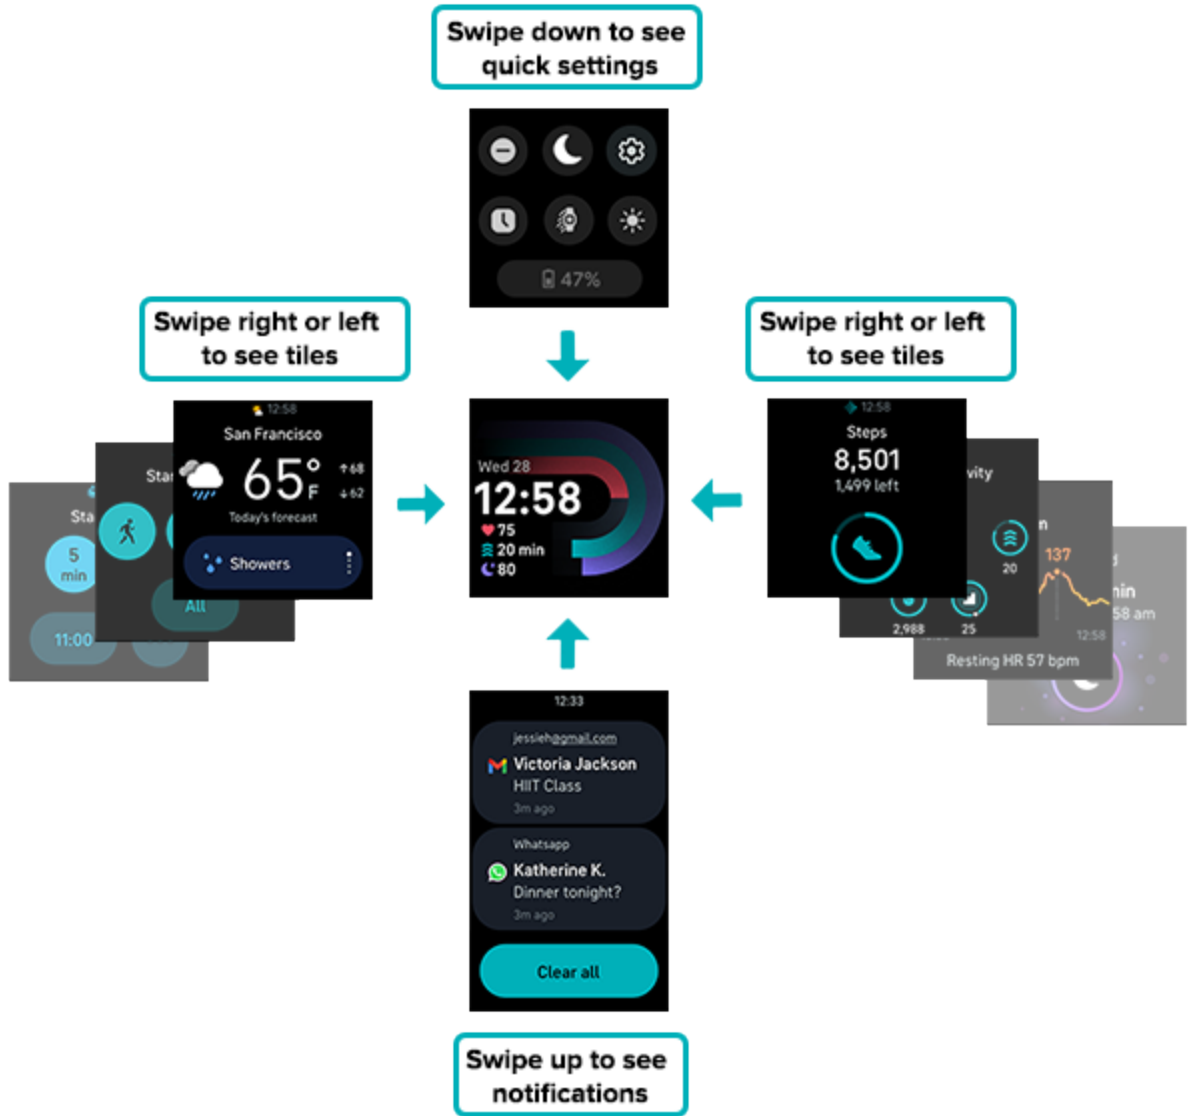 Swipe down to see
quick settings
47%
Swipe right or left
to see tiles
Swipe right or left
to see tiles
12:58
San Francisco
65°F
↑68
↓62
Today's forecast
Showers
All
5
min
11:00
Wed 28
12:58
75
20 min
80
12:58
Steps
8,501
1,499 left
20
2,988
25
137
12:58
Resting HR 57 bpm
58 am
12:33
jessieh@gmail.com
Victoria Jackson
HIIT Class
3m ago
Whatsapp
Katherine K.
Dinner tonight?
3m ago
Clear all
Swipe up to see
notifications